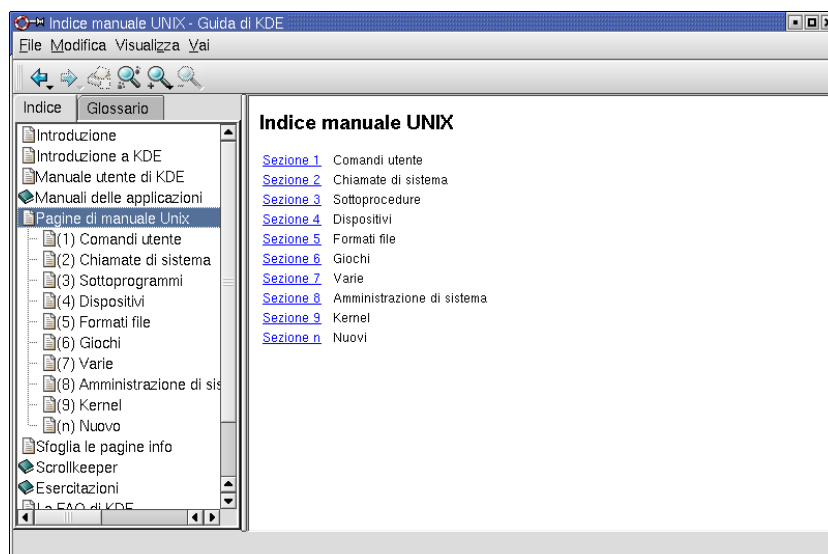 Indice manuale UNIX - Guida di KDE
File Modifica Visualizza Vai
Indice Glossario
Introduzione
Introduzione a KDE
Manuale utente di KDE
Manuali delle applicazioni
Pagine di manuale Unix
(1) Comandi utente
(2) Chiamate di sistema
(3) Sottoprogrammi
(4) Dispositivi
(5) Formati file
(6) Giochi
(7) Varie
(8) Amministrazione di sis
(9) Kernel
(n) Nuovo
Sfoglia le pagine info
Scrollkeeper
Esercitazioni
La FAQ di KDE
Indice manuale UNIX
Sezione 1 Comandi utente
Sezione 2 Chiamate di sistema
Sezione 3 Sottoprocedure
Sezione 4 Dispositivi
Sezione 5 Formati file
Sezione 6 Giochi
Sezione 7 Varie
Sezione 8 Amministrazione di sistema
Sezione 9 Kernel
Sezione n Nuovi